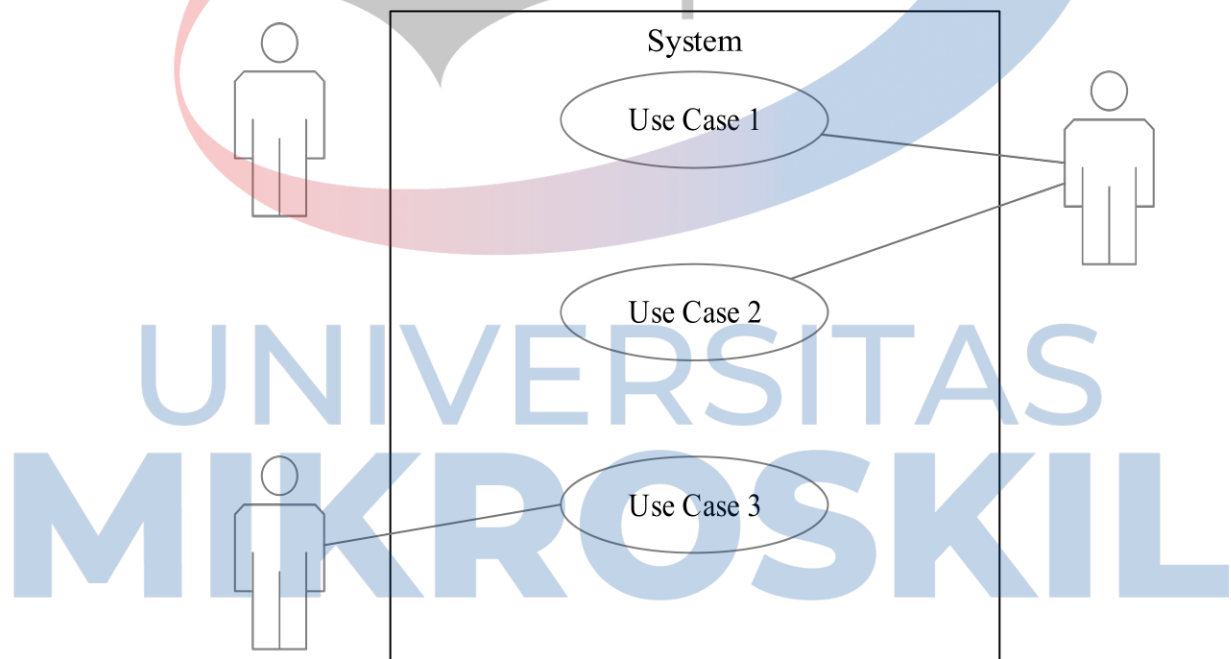 System
Use Case 1
Use Case 2
UNIVERSITAS
MIKROSKIL
Use Case 3